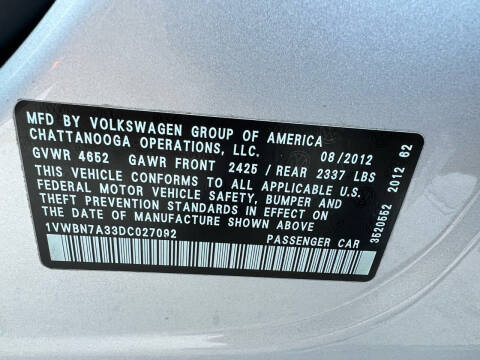 MFD BY VOLKSWAGEN GROUP OF AMERICA
CHATTANOOGA OPERATIONS, LLC. 08/2012
GVWR 4652 GAWR FRONT 2425 / REAR 2337 LBS
THIS VEHICLE CONFORMS TO ALL APPLICABLE U.S.
FEDERAL MOTOR VEHICLE SAFETY, BUMPER AND
THEFT PREVENTION STANDARDS IN EFFECT ON
THE DATE OF MANUFACTURE SHOWN ABOVE.
1VWBN7A33DC027092 PASSENGER CAR
3520552 2012 62